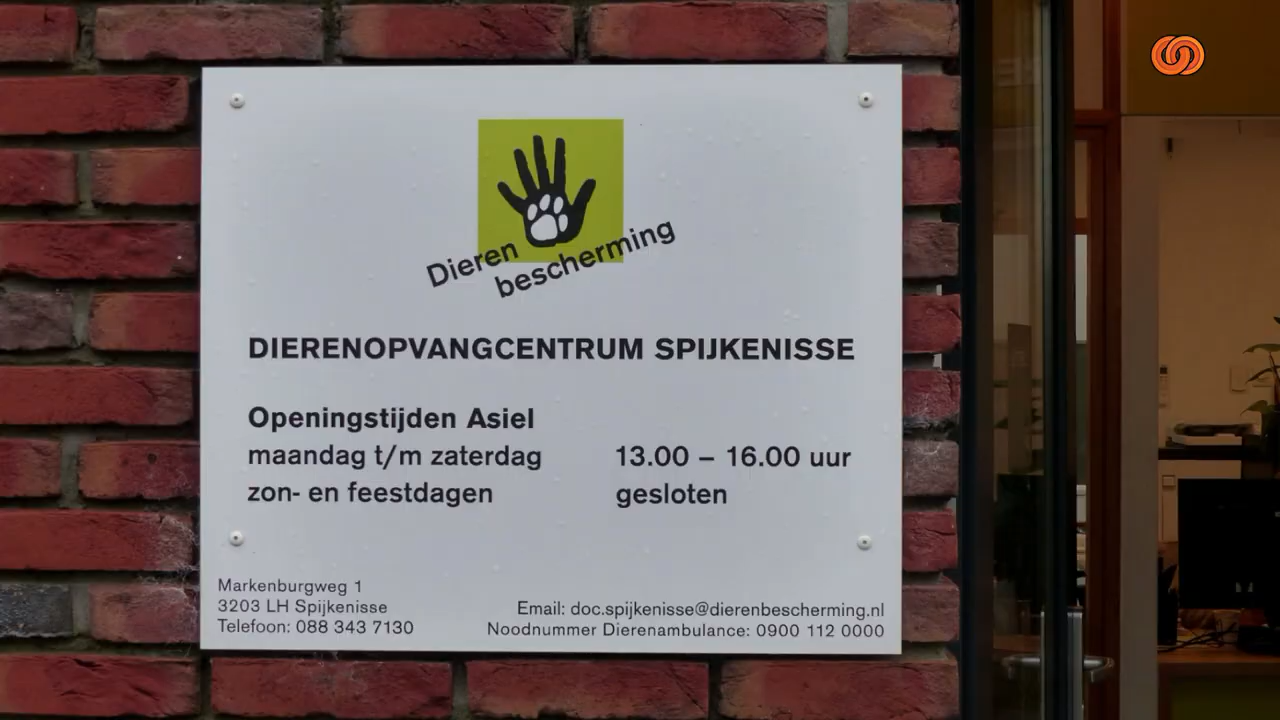 Dieren
bescherming
DIERENOPVANGCENTRUM SPIJKENISSE
Openingstijden Asiel
maandag t/m zaterdag 13.00 – 16.00 uur
zon- en feestdagen gesloten
Markenburgweg 1
3203 LH Spijkenisse
Telefoon: 088 343 7130
Email: doc.spijkenisse@dierenbescherming.nl
Noodnummer Dierenambulance: 0900 112 0000